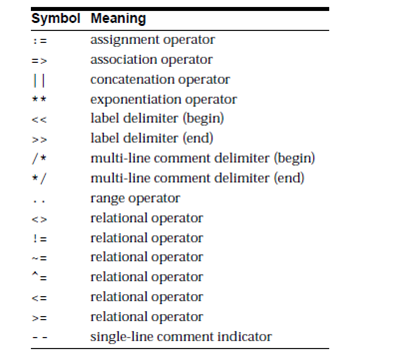 Symbol Meaning
:= assignment operator
=> association operator
|| concatenation operator
** exponentiation operator
<< label delimiter (begin)
>> label delimiter (end)
/* multi-line comment delimiter (begin)
*/ multi-line comment delimiter (end)
.. range operator
<> relational operator
!= relational operator
~= relational operator
^= relational operator
<= relational operator
>= relational operator
-- single-line comment indicator